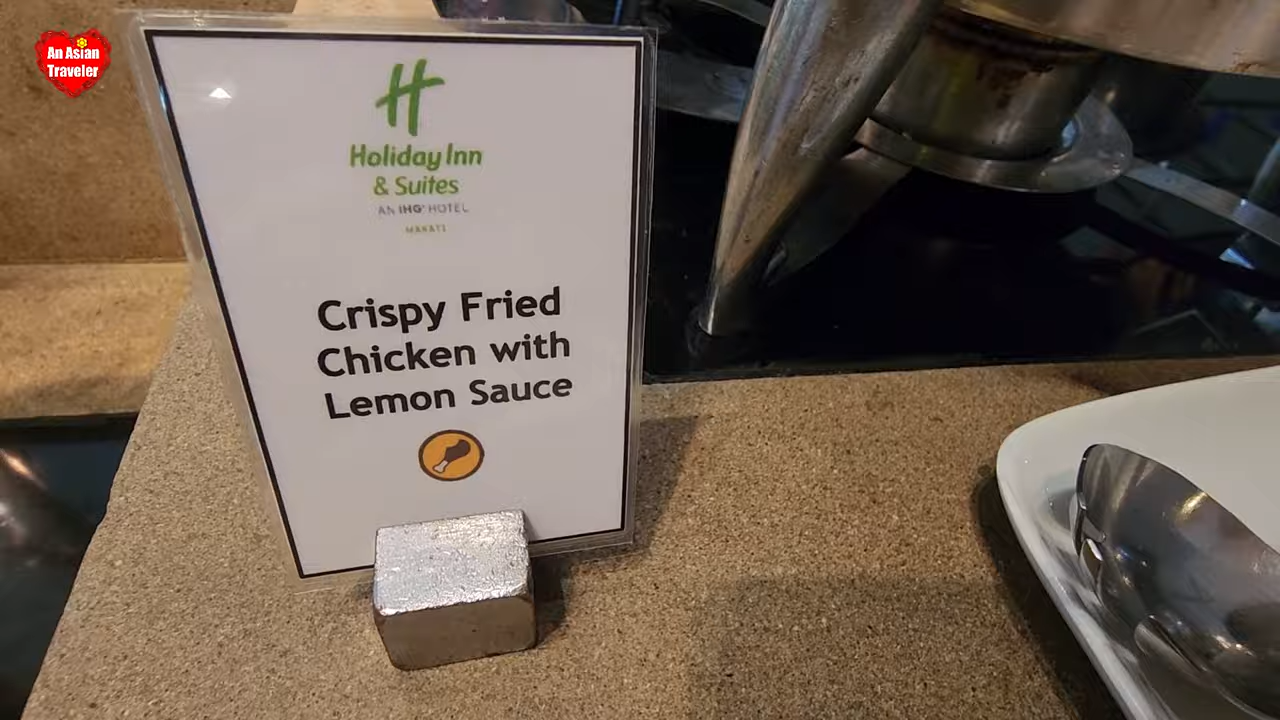 An Asian
Traveler
H
Holiday Inn
& Suites
AN IHG® HOTEL
MAKATI
Crispy Fried
Chicken with
Lemon Sauce